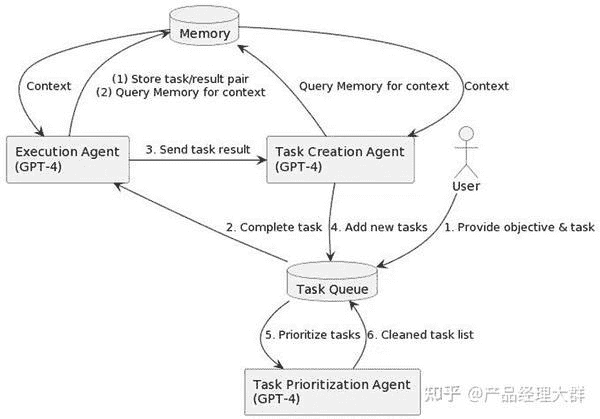 Memory
Context
(1) Store task/result pair
(2) Query Memory for context
Query Memory for context
Context
Execution Agent
(GPT-4)
3. Send task result
Task Creation Agent
(GPT-4)
User
2. Complete task
4. Add new tasks
1. Provide objective & task
Task Queue
5. Prioritize tasks
6. Cleaned task list
Task Prioritization Agent
(GPT-4)
知乎 @产品经理大群